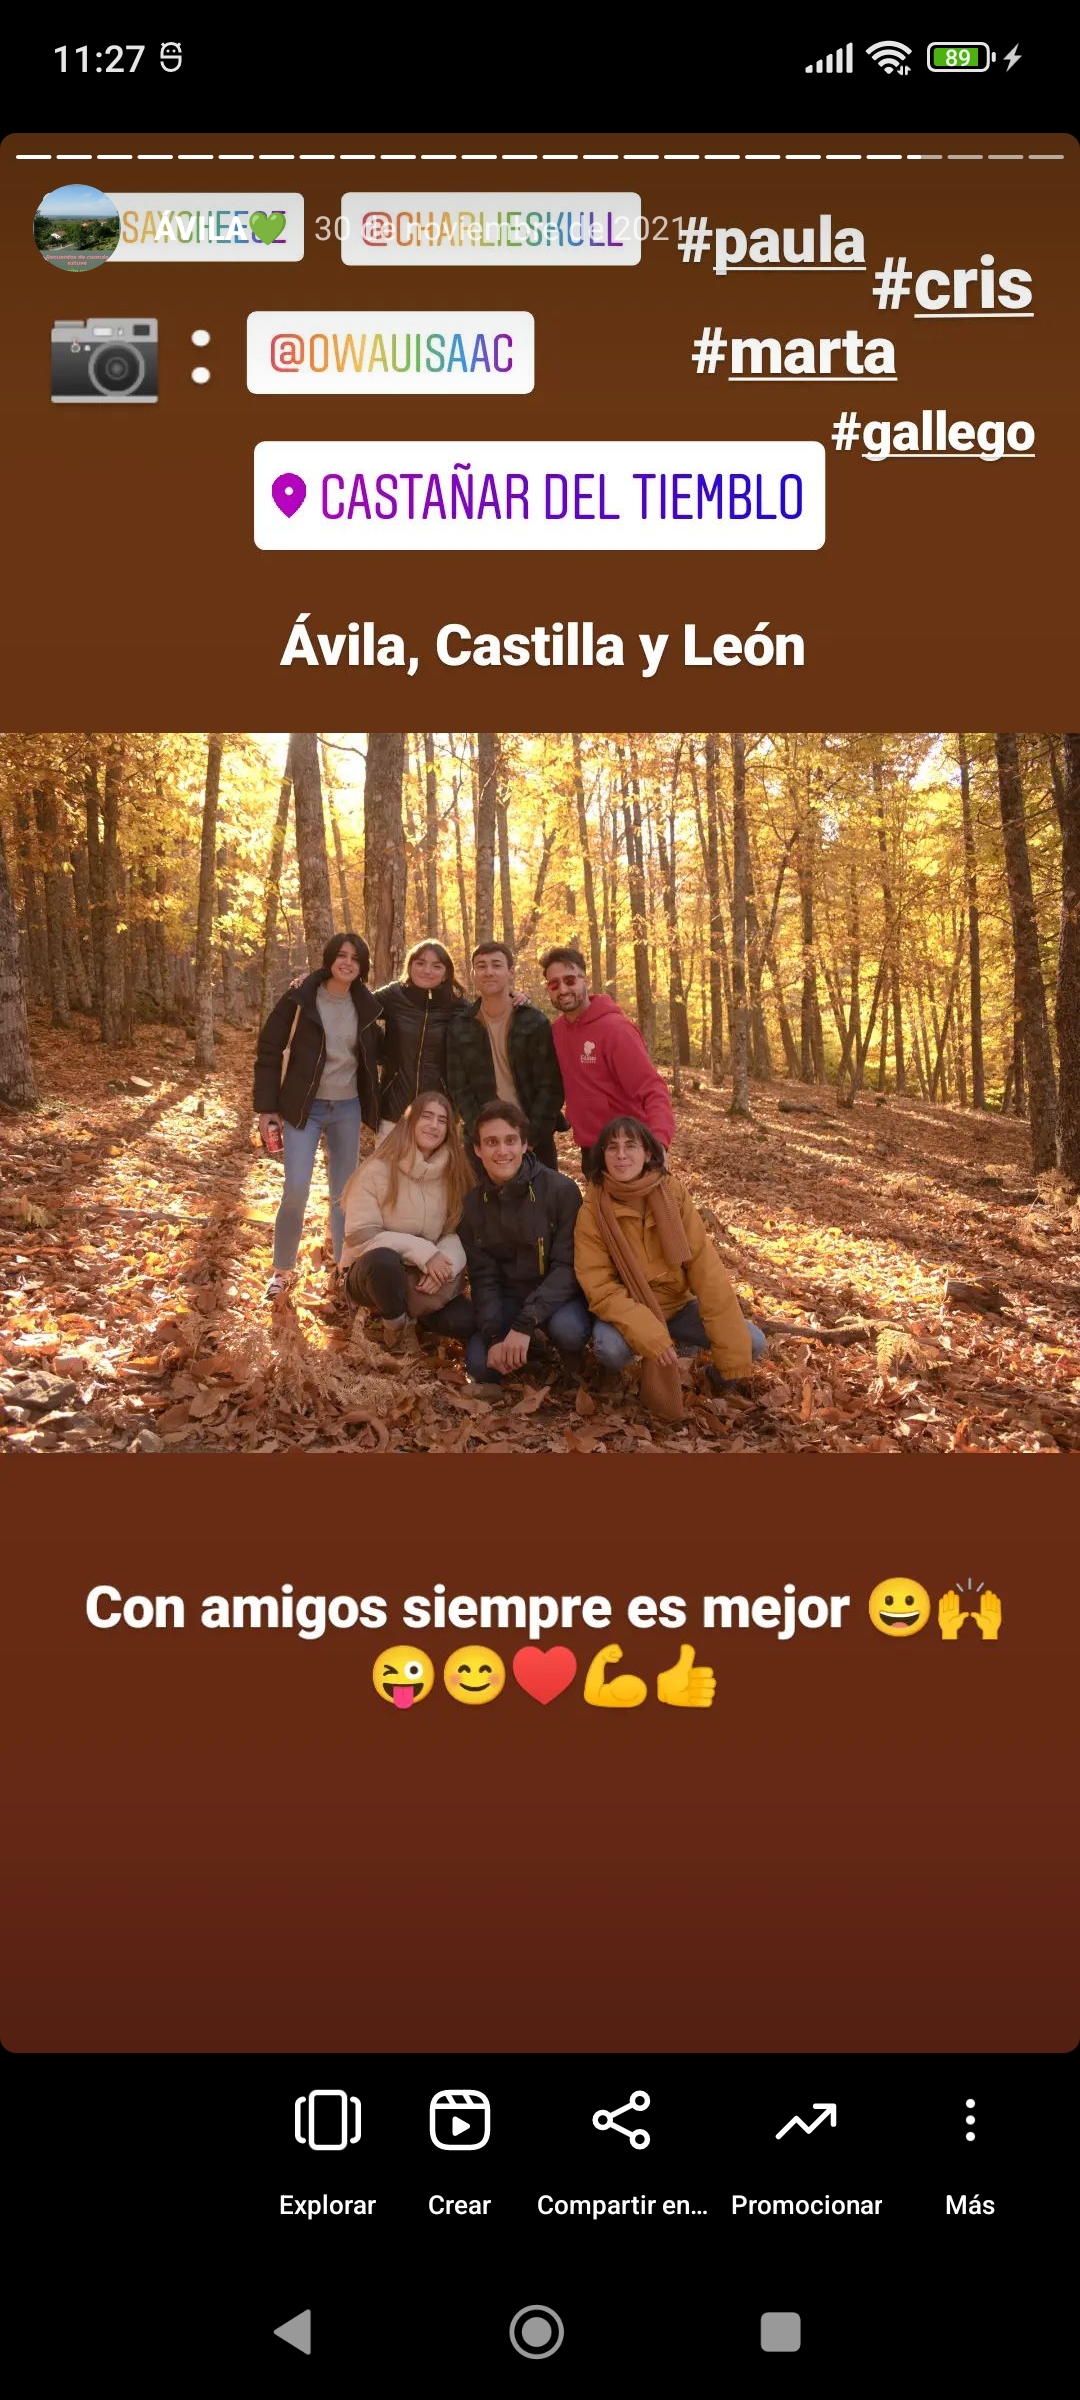 11:27
89
ÁVILA💚 30 de noviembre de 2021
@CHARLIESKULL
#paula
#cris
@OWAUISAAC
#marta
#gallego
CASTAÑAR DEL TIEMBLO
Ávila, Castilla y León
Con amigos siempre es mejor 😀🙌
😜😊❤️💪👍
Explorar Crear Compartir en... Promocionar Más